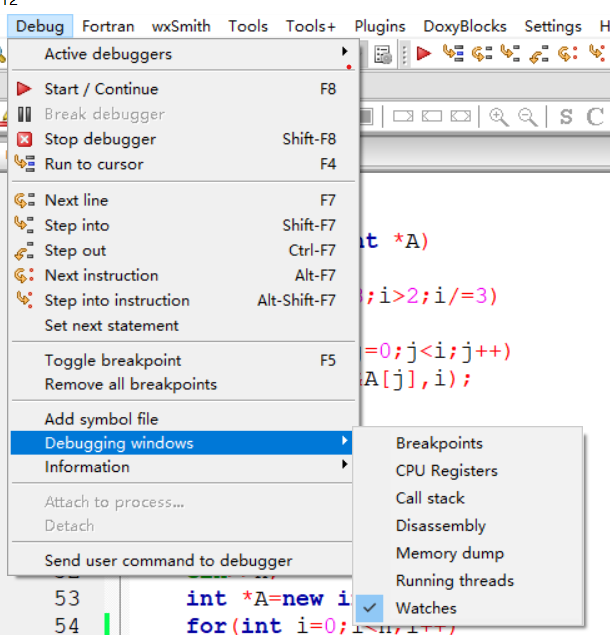 12
Debug Fortran wxSmith Tools Tools+ Plugins DoxyBlocks Settings H
Active debuggers
Start / Continue F8
Break debugger
Stop debugger Shift-F8
Run to cursor F4
Next line F7
Step into Shift-F7
Step out Ctrl-F7
Next instruction Alt-F7
Step into instruction Alt-Shift-F7
Set next statement
Toggle breakpoint F5
Remove all breakpoints
Add symbol file
Debugging windows
Information
Attach to process...
Detach
Send user command to debugger
Breakpoints
CPU Registers
Call stack
Disassembly
Memory dump
Running threads
Watches
S C
nt *A)
;i>2;i/=3)
=0;j<i;j++)
&A[j],i);
53 int *A=new i
54 for(int i=0;i<n;i++)